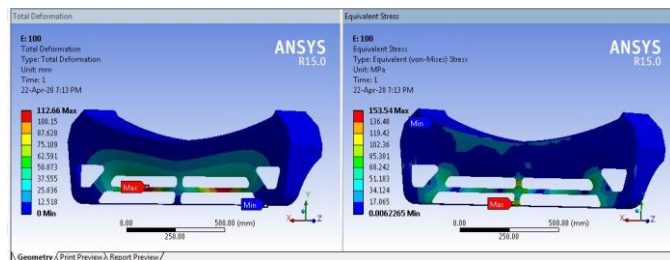 Total Deformation
E: 100
Total Deformation
Type: Total Deformation
Unit: mm
Time: 1
22-Apr-20 7:13 PM
ANSYS
R15.0
112.66 Max
100.15
87.628
75.109
62.591
50.073
37.555
25.036
12.518
0 Min
Max
Min
0.00
500.00 (mm)
250.00
Y
X
Z
Equivalent Stress
E: 100
Equivalent Stress
Type: Equivalent (von-Mises) Stress
Unit: MPa
Time: 1
22-Apr-20 7:13 PM
ANSYS
R15.0
153.54 Max
136.48
119.42
102.36
85.301
68.242
51.183
34.124
17.065
0.0062265 Min
Min
Max
0.00
500.00 (mm)
250.00
X
Z
Geometry Print Preview Report Preview